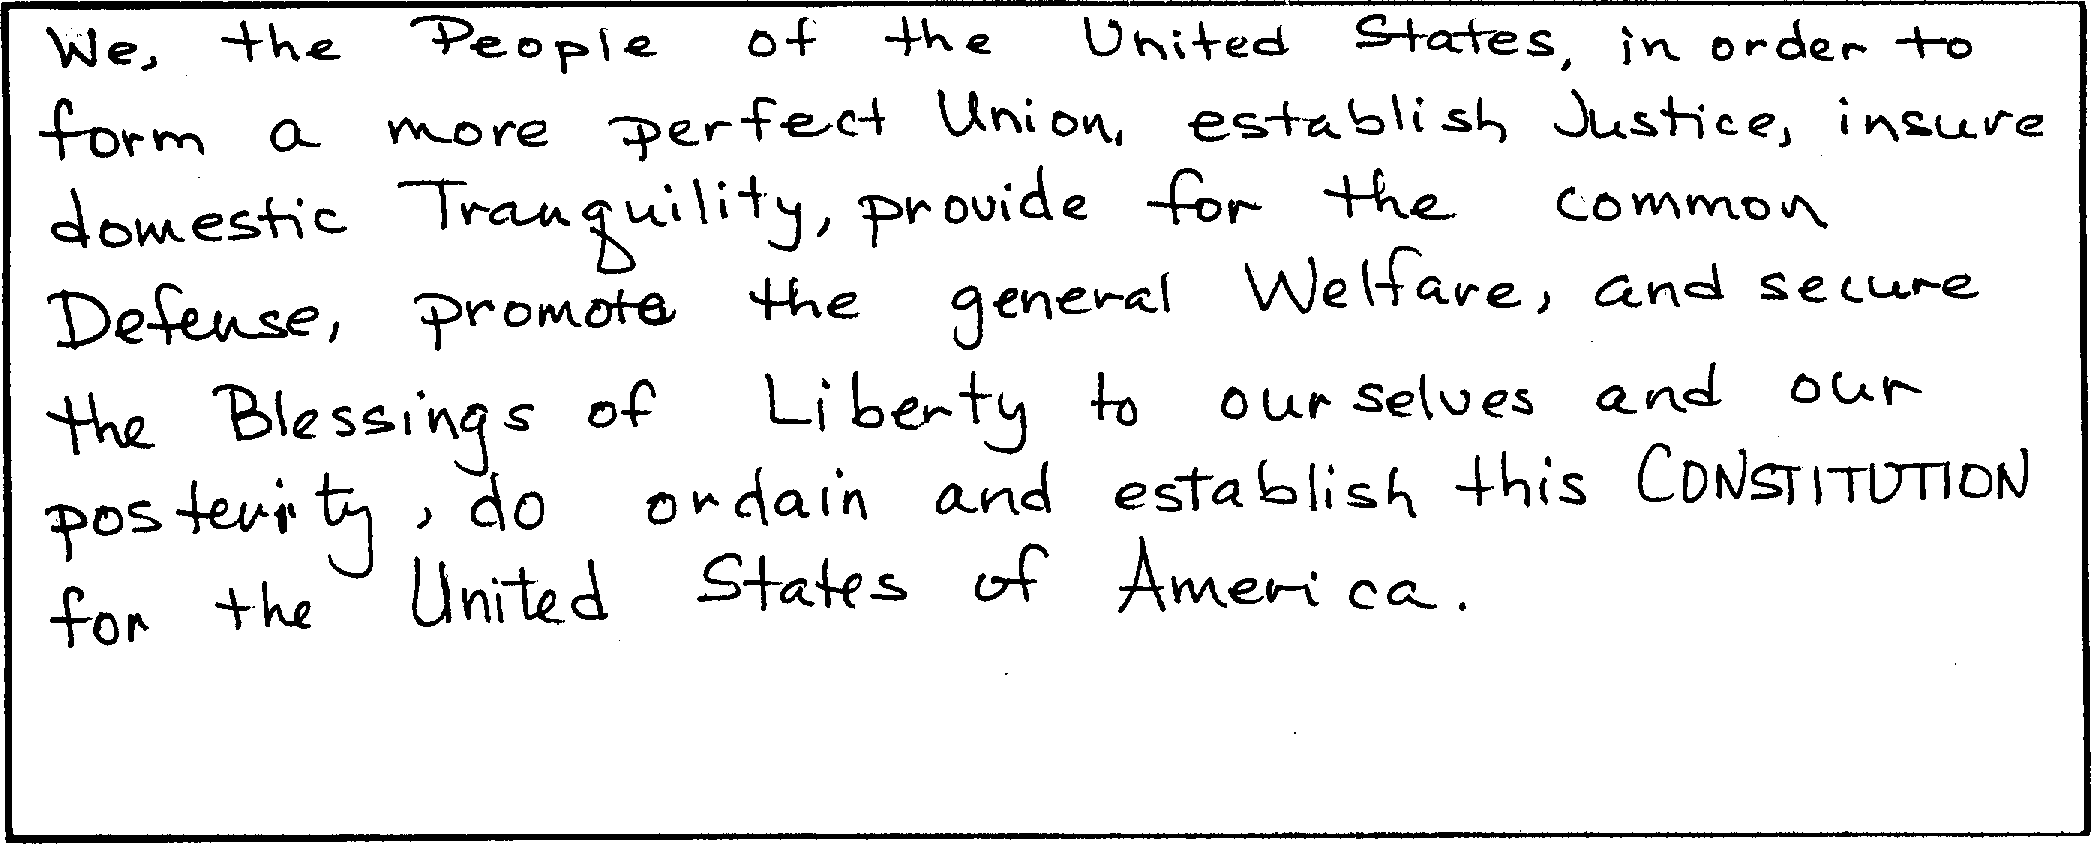 We, the People of the United States, in order to
form a more perfect Union, establish Justice, insure
domestic Tranquility, provide for the common
Defense, promote the general Welfare, and secure
the Blessings of Liberty to ourselves and our
posterity, do ordain and establish this CONSTITUTION
for the United States of America.